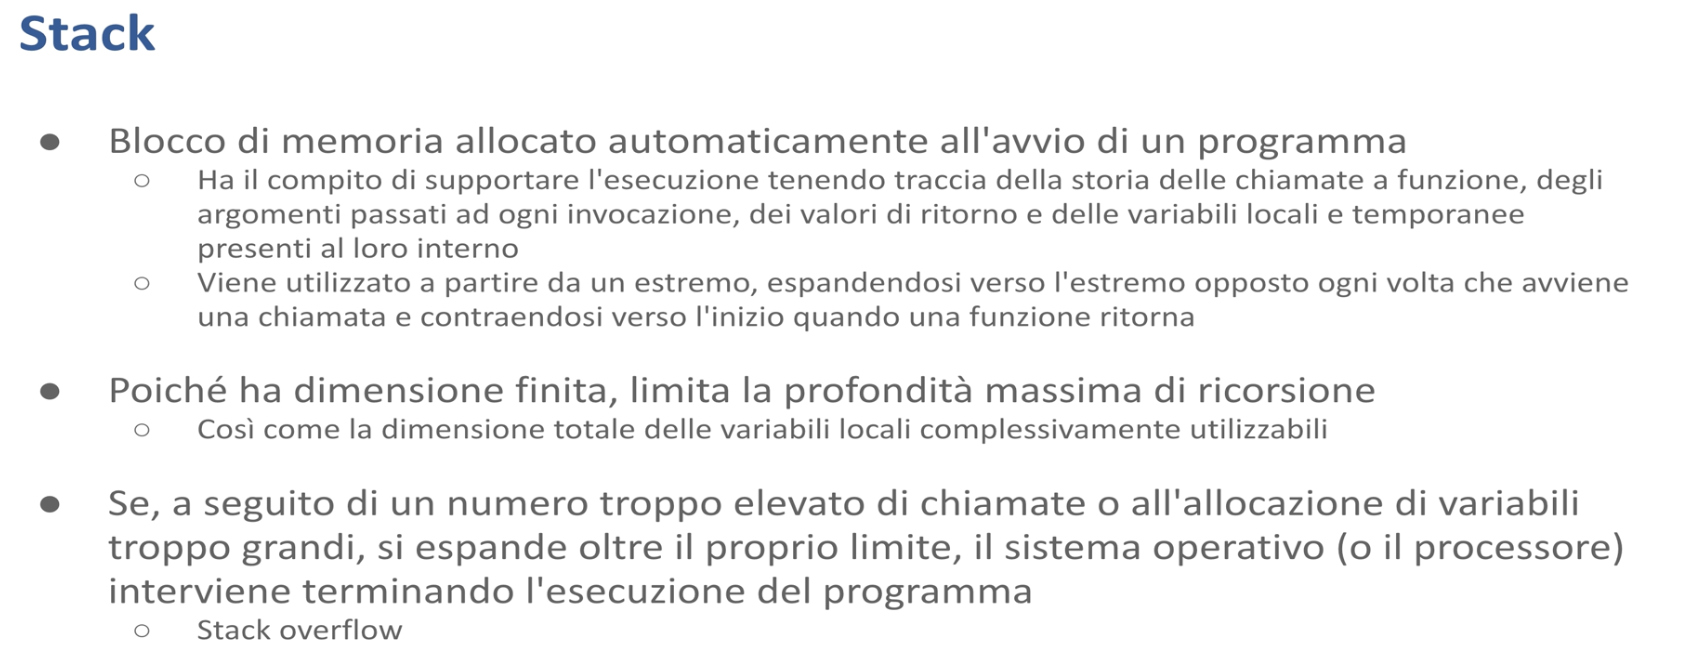 Stack
● Blocco di memoria allocato automaticamente all'avvio di un programma
○ Ha il compito di supportare l'esecuzione tenendo traccia della storia delle chiamate a funzione, degli
argomenti passati ad ogni invocazione, dei valori di ritorno e delle variabili locali e temporanee
presenti al loro interno
○ Viene utilizzato a partire da un estremo, espandendosi verso l'estremo opposto ogni volta che avviene
una chiamata e contraendosi verso l'inizio quando una funzione ritorna
● Poiché ha dimensione finita, limita la profondità massima di ricorsione
○ Così come la dimensione totale delle variabili locali complessivamente utilizzabili
● Se, a seguito di un numero troppo elevato di chiamate o all'allocazione di variabili
troppo grandi, si espande oltre il proprio limite, il sistema operativo (o il processore)
interviene terminando l'esecuzione del programma
○ Stack overflow